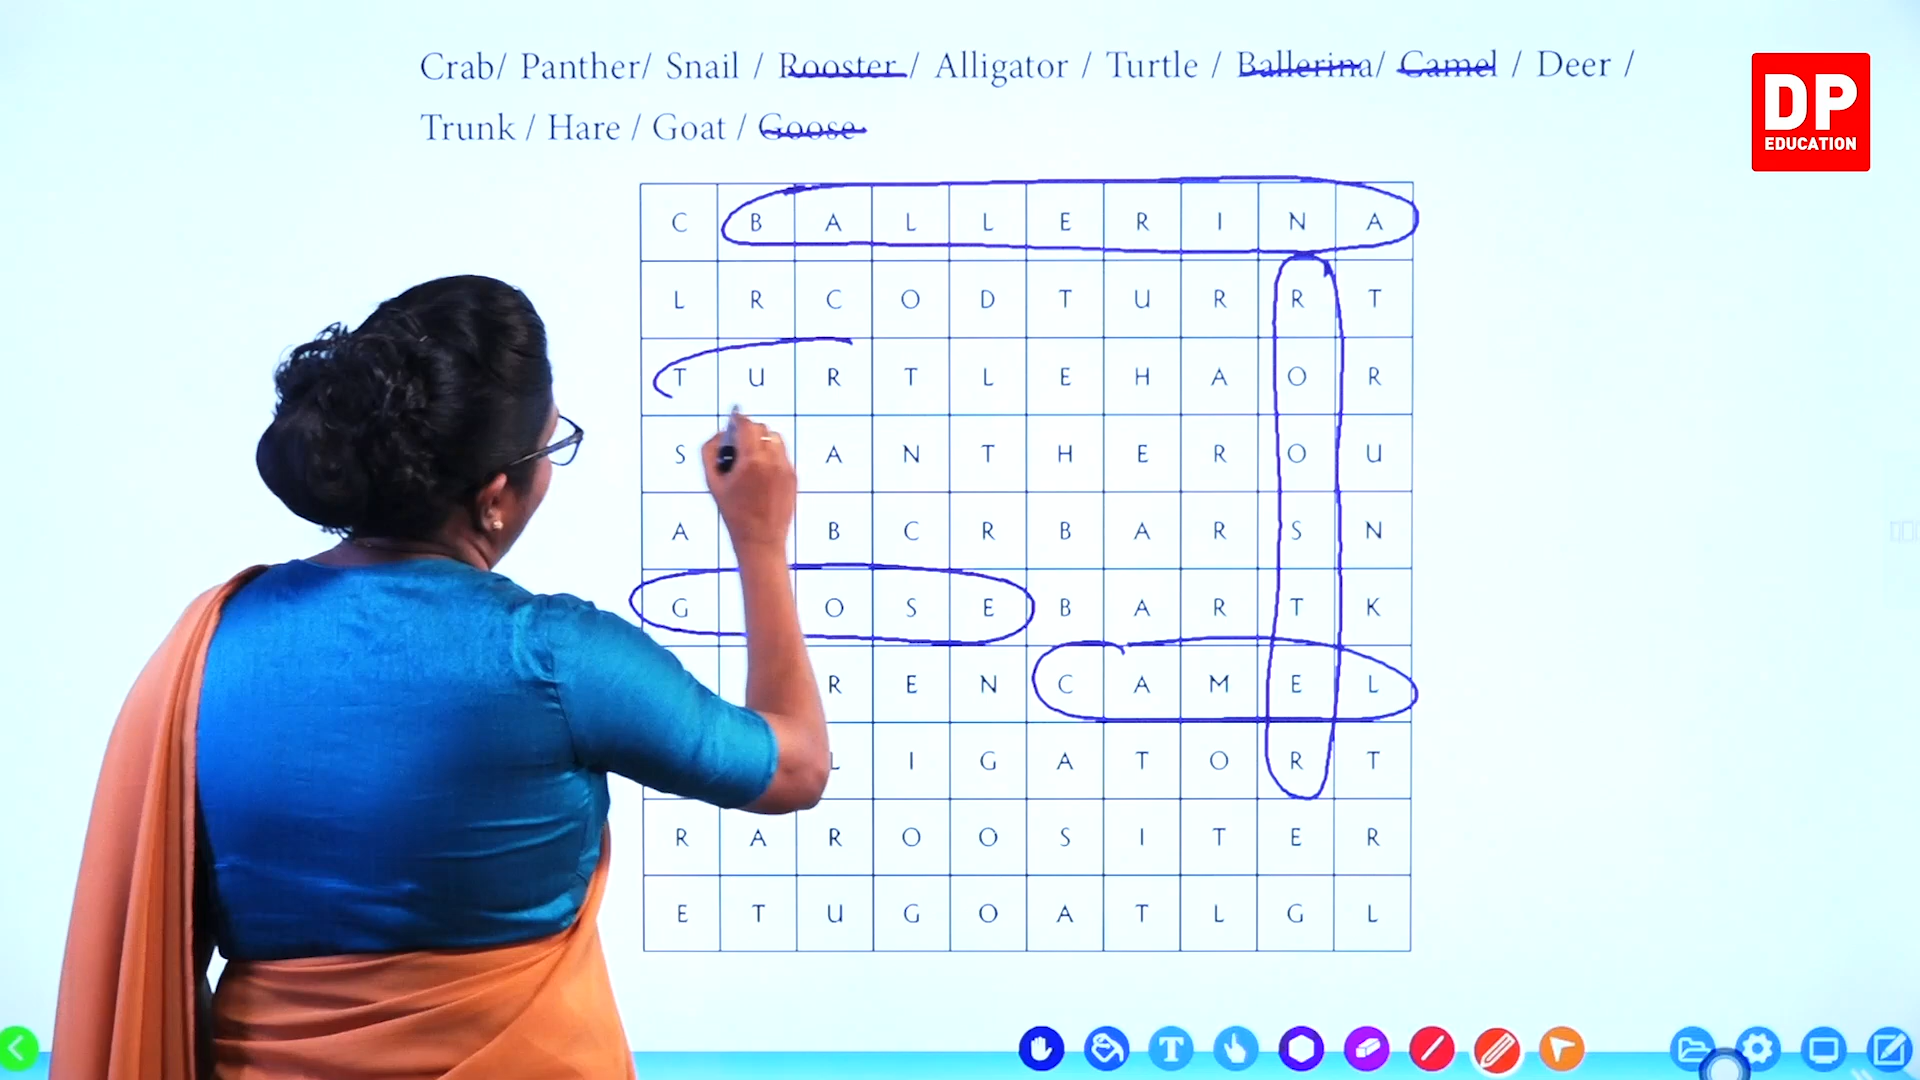 Crab/ Panther/ Snail / Rooster / Alligator / Turtle / Ballerina/ Camel / Deer /
Trunk / Hare / Goat / Goose
DP
EDUCATION
C B A L L E R I N A
L R C O D T U R R T
T U R T L E H A O R
S A N T H E R O U
A B C R B A R S N
G O S E B A R T K
R E N C A M E L
L I G A T O R T
R A R O O S I T E R
E T U G O A T L G L
T